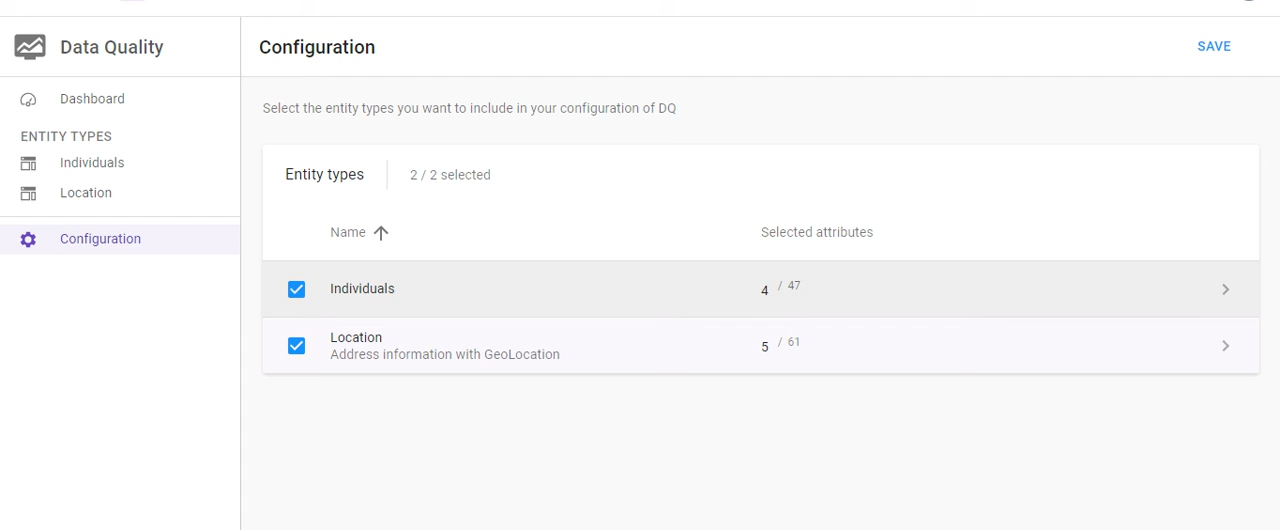 Data Quality
Dashboard
ENTITY TYPES
Individuals
Location
Configuration
Configuration
SAVE
Select the entity types you want to include in your configuration of DQ
Entity types 2 / 2 selected
Name Selected attributes
Individuals 4 / 47
Location 5 / 61
Address information with GeoLocation